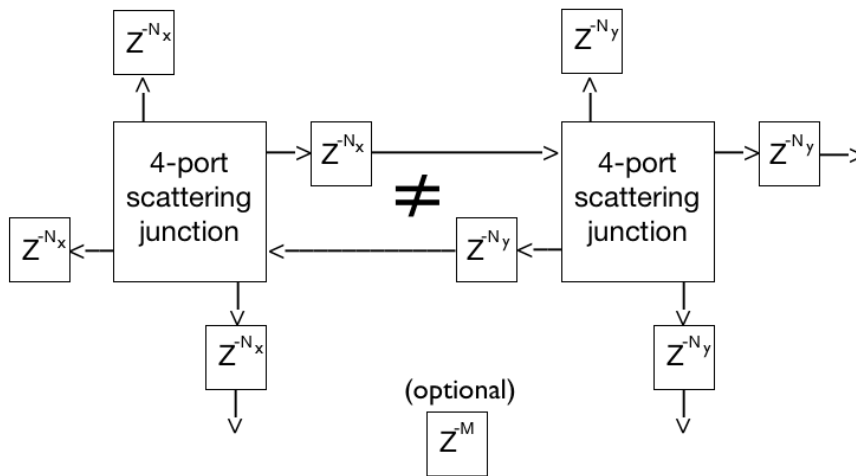 Z^-Nx
Z^-Ny
4-port
scattering
junction
Z^-Nx
4-port
scattering
junction
Z^-Ny
≠
Z^-Nx
Z^-Ny
Z^-Nx
Z^-Ny
(optional)
Z^-M